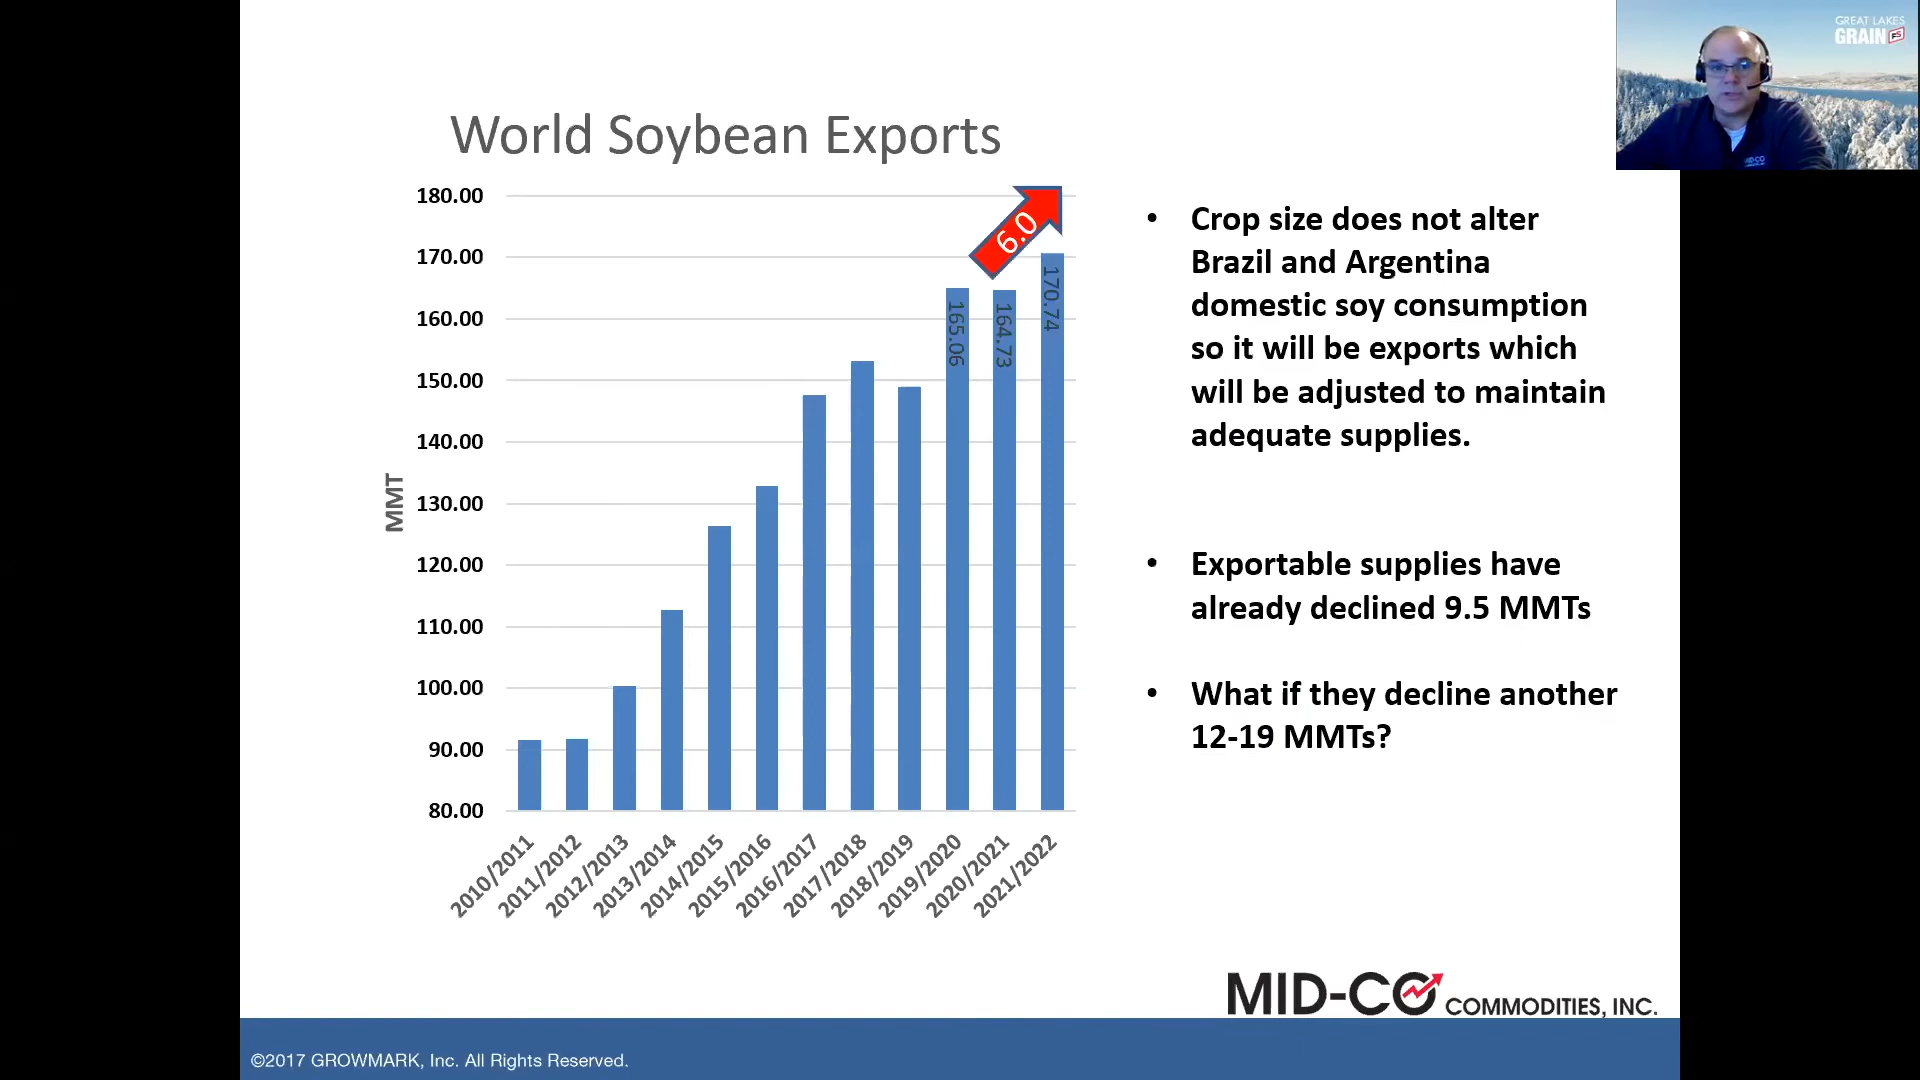 GREAT LAKES
GRAIN FS
MID-CO
World Soybean Exports
180.00
170.00
160.00
150.00
140.00
130.00
120.00
110.00
100.00
90.00
80.00
MMT
6.0
165.06
164.73
170.74
2010/2011
2011/2012
2012/2013
2013/2014
2014/2015
2015/2016
2016/2017
2017/2018
2018/2019
2019/2020
2020/2021
2021/2022
• Crop size does not alter
Brazil and Argentina
domestic soy consumption
so it will be exports which
will be adjusted to maintain
adequate supplies.
• Exportable supplies have
already declined 9.5 MMTs
• What if they decline another
12-19 MMTs?
MID-CO COMMODITIES, INC.
©2017 GROWMARK, Inc. All Rights Reserved.